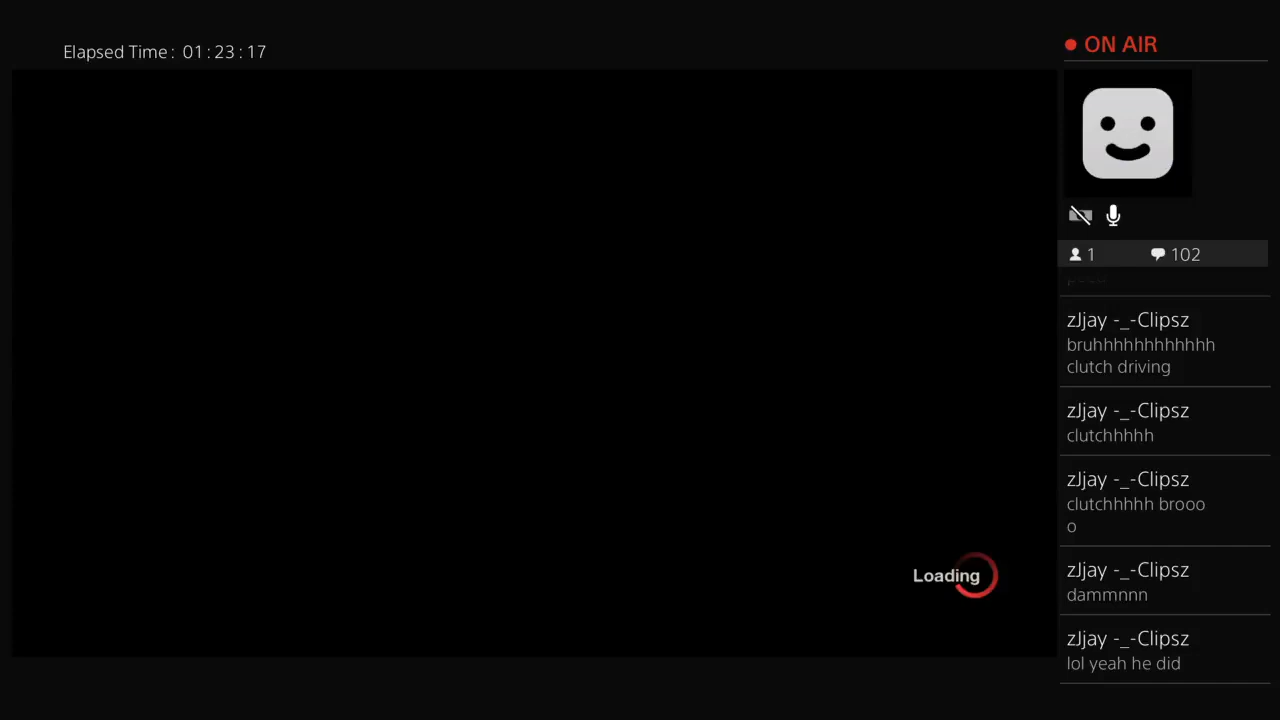 Elapsed Time: 01:23:17
ON AIR
1 102
zJjay -_-Clipsz
bruhhhhhhhhhhhh
clutch driving
zJjay -_-Clipsz
clutchhhhh
zJjay -_-Clipsz
clutchhhhh brooo
o
zJjay -_-Clipsz
dammnnn
zJjay -_-Clipsz
lol yeah he did
Loading